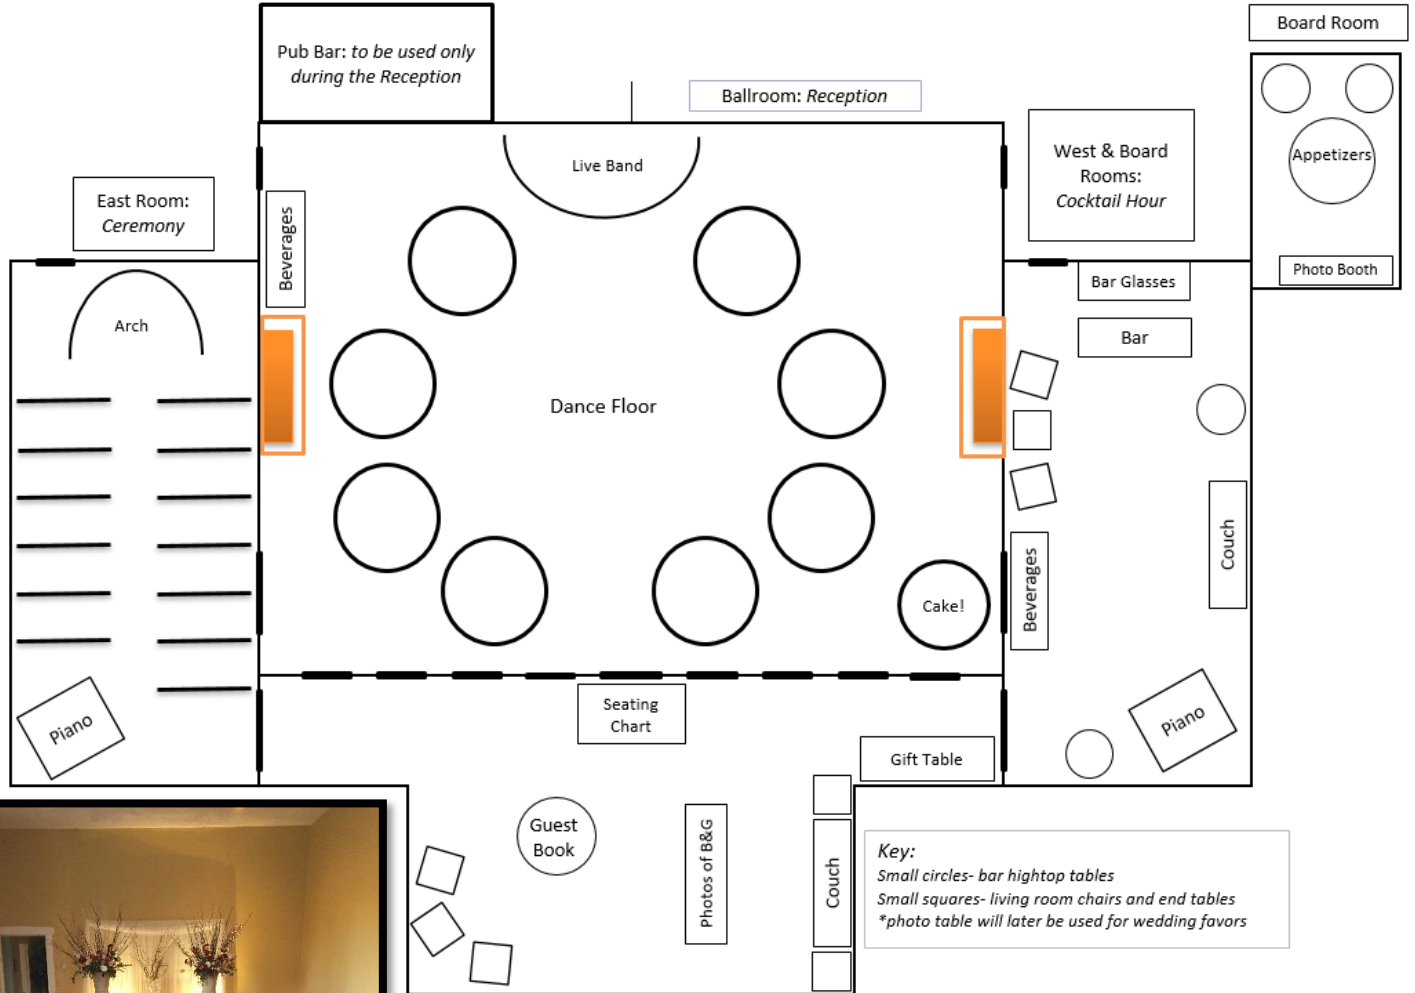 Board Room
Pub Bar: to be used only
during the Reception
Ballroom: Reception
Appetizers
Photo Booth
West & Board
Rooms:
Cocktail Hour
East Room:
Ceremony
Live Band
Beverages
Arch
Bar Glasses
Bar
Dance Floor
Couch
Beverages
Cake!
Piano
Piano
Seating
Chart
Gift Table
Guest
Book
Photos of B&G
Couch
Key:
Small circles- bar hightop tables
Small squares- living room chairs and end tables
*photo table will later be used for wedding favors